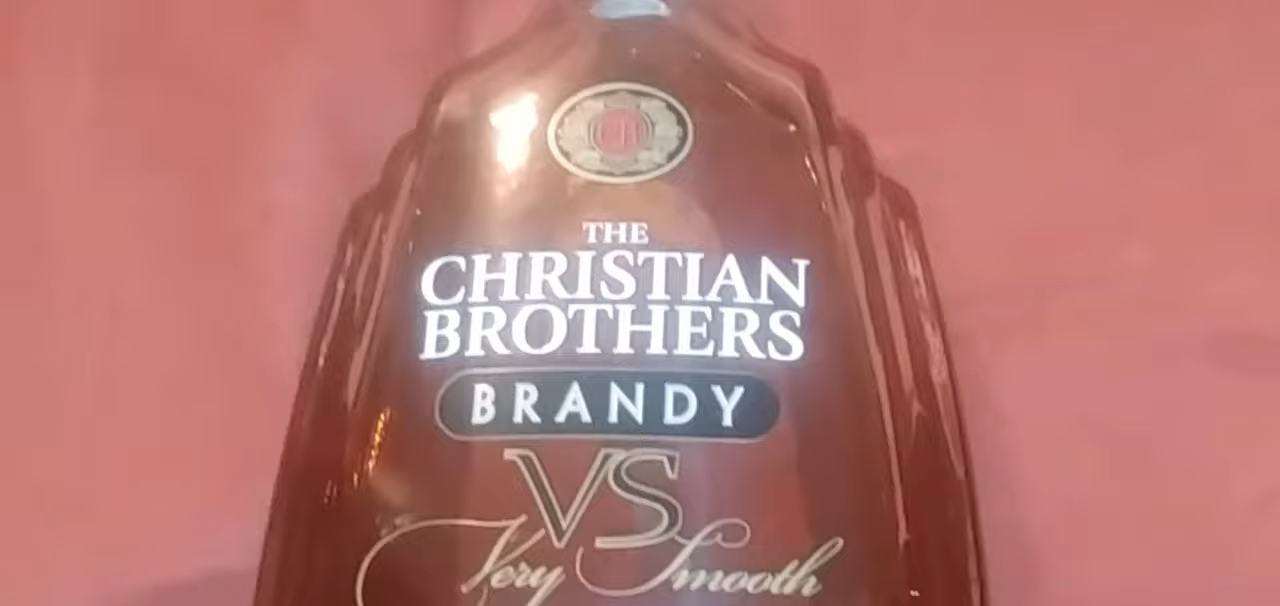 THE
CHRISTIAN
BROTHERS
BRANDY
VS
Very Smooth